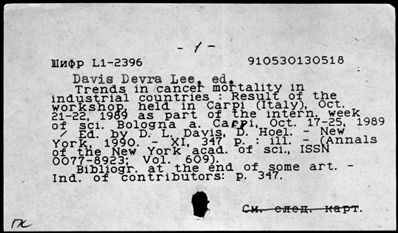 - 1 -
Шифр L1-2396 910530130518
Davis Devra Lee, ed.
Trends in cancer mortality in
industrial countries : Result of the
workshop, held in Carpi (Italy), Oct.
21-22, 1989 as part of the intern. week
of sci. Bologna a. Carpi, Oct. 17-25, 1989
/ Ed. by D. L. Davis, D. Hoel. - New
York, 1990. - XI, 347 p. : ill. - (Annals
of the New York acad. of sci., ISSN
0077-8923; Vol. 609).
Bibliogr. at the end of some art. -
Ind. of contributors: p. 347.
См. след. карт.
ГК